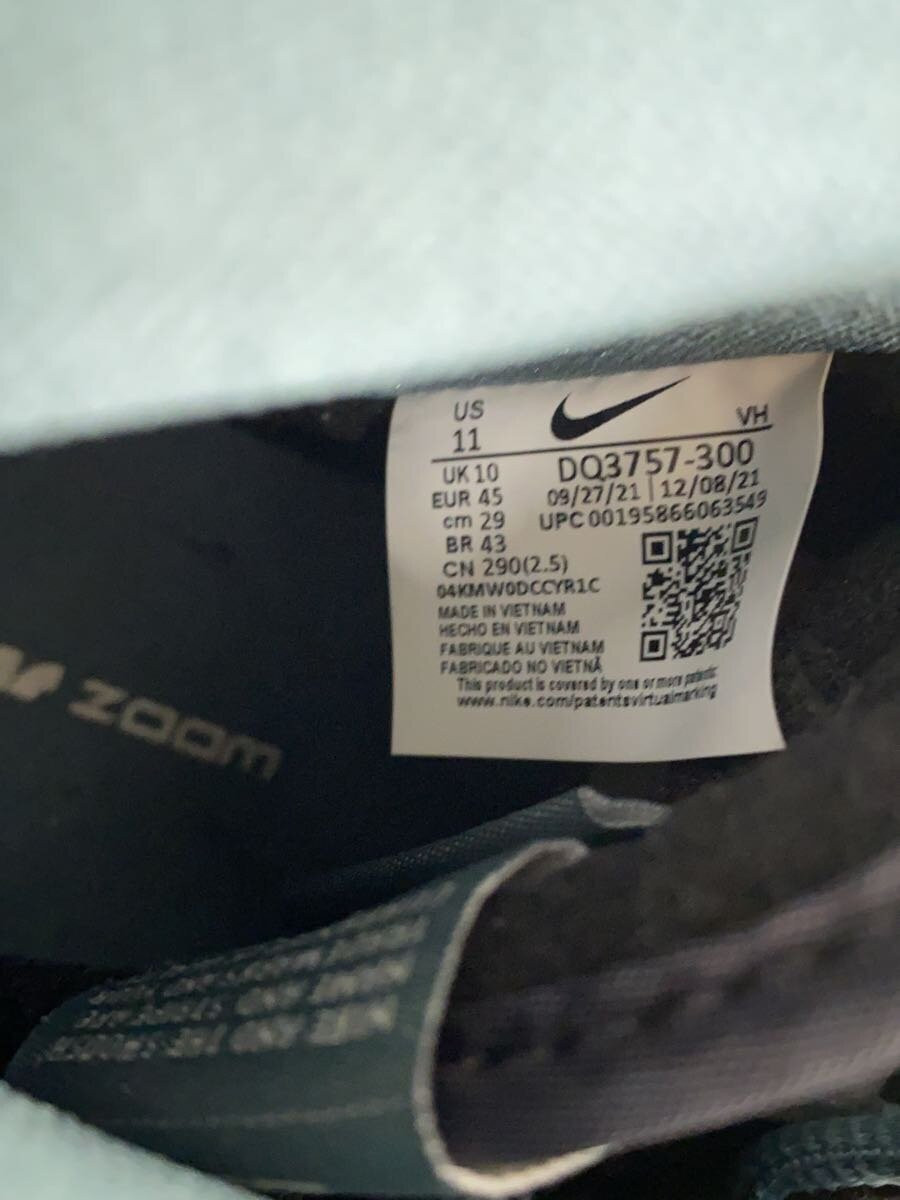 US
11
VH
UK 10
DQ3757-300
EUR 45
09/27/21 | 12/08/21
cm 29
UPC 00195866063549
BR 43
CN 290(2.5)
04KMW0DCCYR1C
MADE IN VIETNAM
HECHO EN VIETNAM
FABRIQUE AU VIETNAM
FABRICADO NO VIETNÃ
This product is covered by one or more patents:
www.nike.com/patentsvirtualmarking
zoom